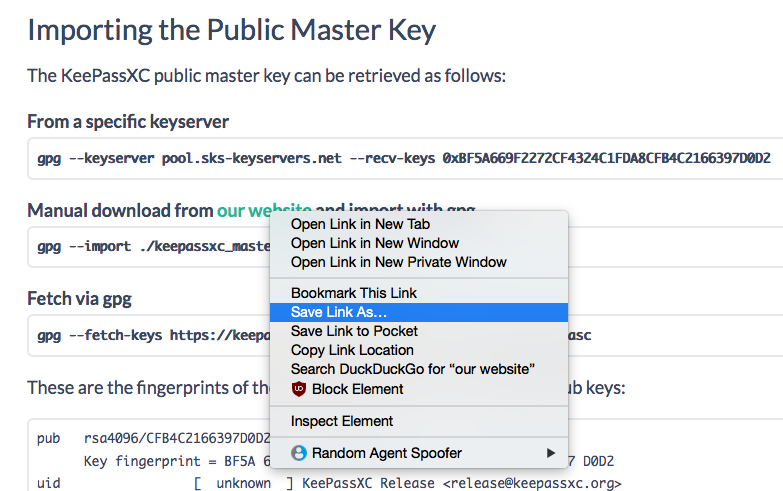 Importing the Public Master Key
The KeePassXC public master key can be retrieved as follows:
From a specific keyserver
gpg --keyserver pool.sks-keyservers.net --recv-keys 0xBF5A669F2272CF4324C1FDA8CFB4C2166397D0D2
Manual download from our website and import with gpg
gpg --import ./keepassxc_maste
Fetch via gpg
gpg --fetch-keys https://keepa
asc
These are the fingerprints of the
ub keys:
pub rsa4096/CFB4C2166397D0D2
Key fingerprint = BF5A 6
7 D0D2
uid [ unknown ] KeePassXC Release <release@keepassxc.org>
Open Link in New Tab
Open Link in New Window
Open Link in New Private Window
Bookmark This Link
Save Link As...
Save Link to Pocket
Copy Link Location
Search DuckDuckGo for “our website”
Block Element
Inspect Element
Random Agent Spoofer